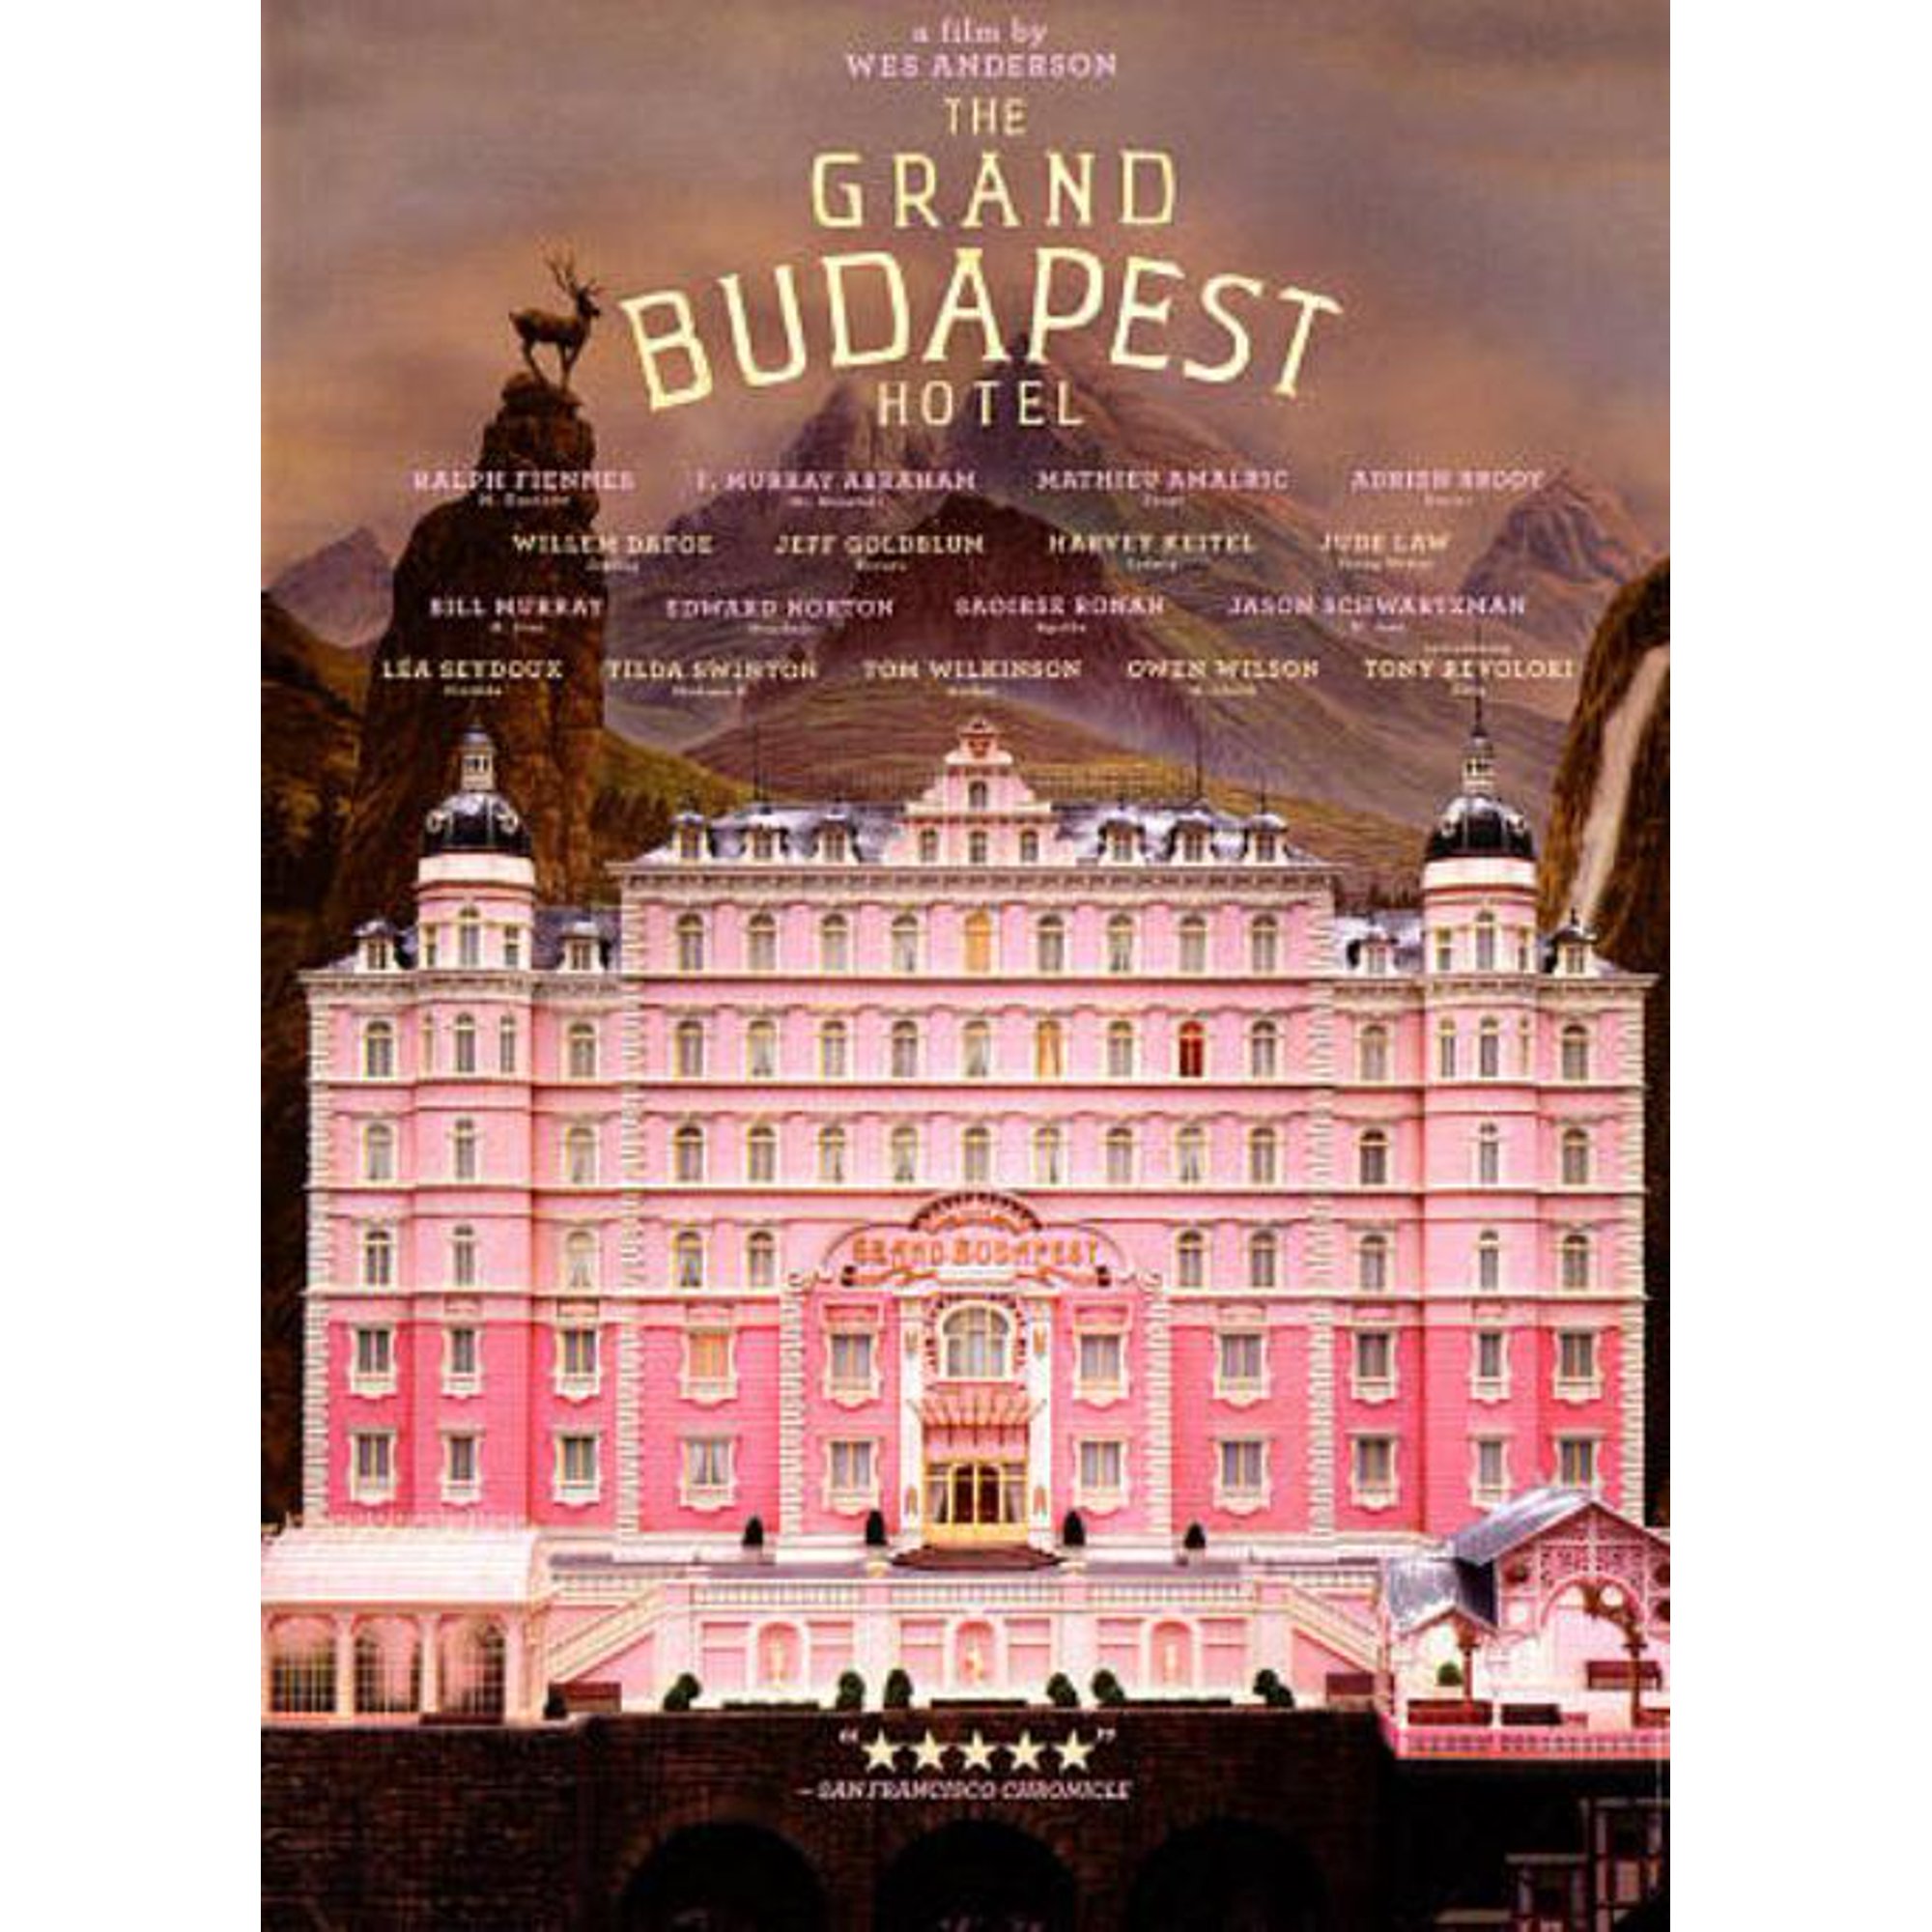 a film by
WES ANDERSON
THE
GRAND
BUDAPEST
HOTEL
RALPH FIENNES F. MURRAY ABRAHAM MATHIEU AMALRIC ADRIEN BRODY
WILLEM DAFOE JEFF GOLDBLUM HARVEY KEITEL JUDE LAW
BILL MURRAY EDWARD NORTON SAOIRSE RONAN JASON SCHWARTZMAN
LÉA SEYDOUX TILDA SWINTON TOM WILKINSON OWEN WILSON TONY REVOLORI
GRAND BUDAPEST
"★★★★★"
– SAN FRANCISCO CHRONICLE